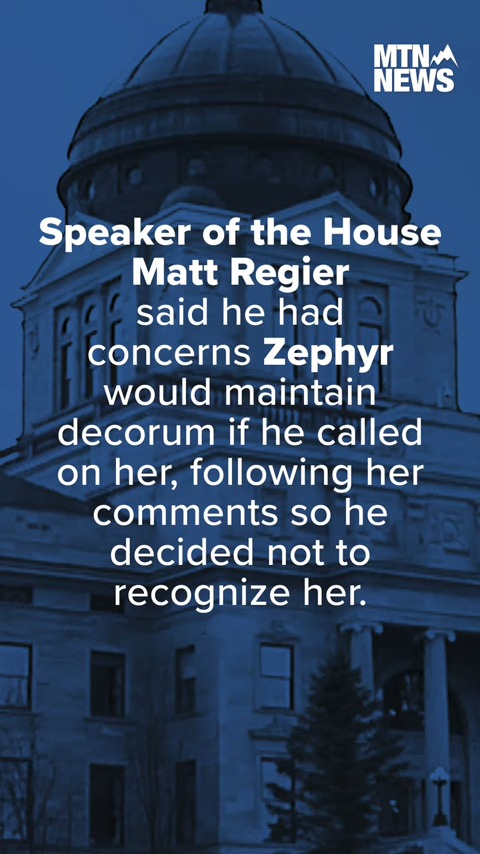 MTN
NEWS
Speaker of the House
Matt Regier
said he had
concerns Zephyr
would maintain
decorum if he called
on her, following her
comments so he
decided not to
recognize her.